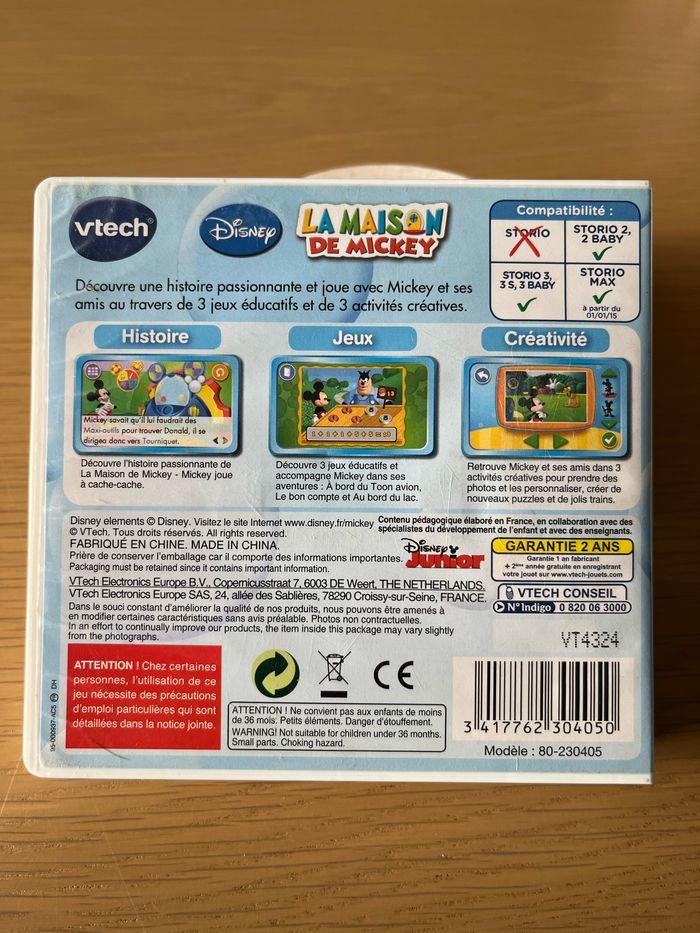 vtech
DISNEY
LA MAISON
DE MICKEY
Compatibilité :
STORIO
STORIO 2,
2 BABY
STORIO 3,
3 S, 3 BABY
STORIO
MAX
à partir du
01/01/15
Découvre une histoire passionnante et joue avec Mickey et ses
amis au travers de 3 jeux éducatifs et de 3 activités créatives.
Histoire
Mickey savait qu'il lui faudrait des
Maxi-outils pour trouver Donald, il se
dirigea donc vers Tourniquet.
Découvre l'histoire passionnante de
La Maison de Mickey - Mickey joue
à cache-cache.
Jeux
13
Découvre 3 jeux éducatifs et
accompagne Mickey dans ses
aventures : À bord du Toon avion,
Le bon compte et Au bord du lac.
Créativité
Retrouve Mickey et ses amis dans 3
activités créatives pour prendre des
photos et les personnaliser, créer de
nouveaux puzzles et de jolis trains.
Disney elements © Disney. Visitez le site Internet www.disney.fr/mickey
© VTech. Tous droits réservés. All rights reserved.
FABRIQUÉ EN CHINE. MADE IN CHINA.
Prière de conserver l'emballage car il comporte des informations importantes.
Packaging must be retained since it contains important information.
VTech Electronics Europe B.V., Copernicusstraat 7, 6003 DE Weert, THE NETHERLANDS.
VTech Electronics Europe SAS, 24, allée des Sablières, 78290 Croissy-sur-Seine, FRANCE.
Dans le souci constant d'améliorer la qualité de nos produits, nous pouvons être amenés à
en modifier certaines caractéristiques sans avis préalable. Photos non contractuelles.
In an effort to continually improve our products, the item inside this package may vary slightly
from the photographs.
Contenu pédagogique élaboré en France, en collaboration avec des
spécialistes du développement de l'enfant et avec des enseignants.
DISNEY
Junior
GARANTIE 2 ANS
Garantie 1 an fabricant
+ 2ème année gratuite en enregistrant
votre jouet sur www.vtech-jouets.com
VTECH CONSEIL
N° Indigo 0 820 06 3000
VT4324
ATTENTION ! Chez certaines
personnes, l'utilisation de ce
jeu nécessite des précautions
d'emploi particulières qui sont
détaillées dans la notice jointe.
CE
ATTENTION ! Ne convient pas aux enfants de moins
de 36 mois. Petits éléments. Danger d'étouffement.
WARNING! Not suitable for children under 36 months.
Small parts. Choking hazard.
3 417762 304050
Modèle : 80-230405
95-000937-AC5 FR DH